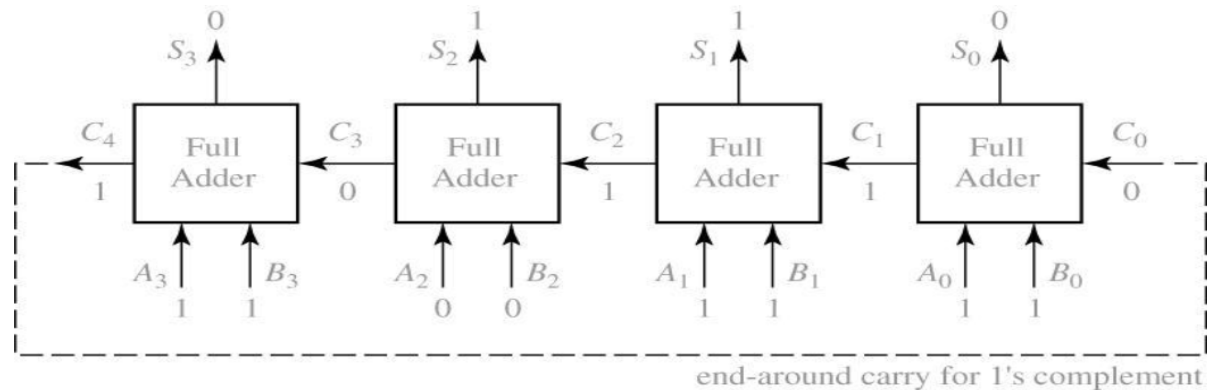 0 1 1 0
S3 S2 S1 S0
C4 Full Adder C3 Full Adder C2 Full Adder C1 Full Adder C0
1 0 1 1 0
A3 B3 A2 B2 A1 B1 A0 B0
1 1 0 0 1 1 1 1
end-around carry for 1's complement